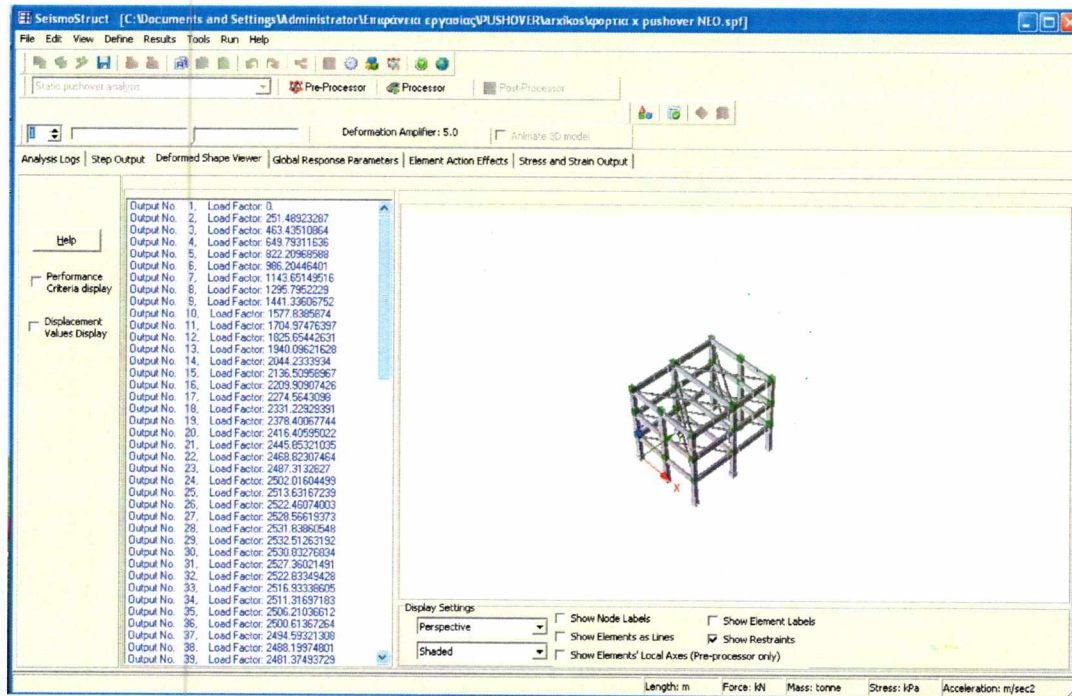 SeismoStruct [C:\Documents and Settings\Administrator\Επιφάνεια εργασίας\PUSHOVER\arxikos\φορτια x pushover NEO.spf]
File Edit View Define Results Tools Run Help
Static pushover analysis Pre-Processor Processor Post-Processor
1 Deformation Amplifier: 5.0 Animate 3D model
Analysis Logs Step Output Deformed Shape Viewer Global Response Parameters Element Action Effects Stress and Strain Output
Help
Performance Criteria display
Displacement Values Display
Output No. 1, Load Factor: 0.
Output No. 2, Load Factor: 251.48923287
Output No. 3, Load Factor: 463.43510864
Output No. 4, Load Factor: 649.79311636
Output No. 5, Load Factor: 822.20968588
Output No. 6, Load Factor: 986.20446401
Output No. 7, Load Factor: 1143.65149516
Output No. 8, Load Factor: 1295.7952229
Output No. 9, Load Factor: 1441.33606752
Output No. 10, Load Factor: 1577.8385874
Output No. 11, Load Factor: 1704.97476397
Output No. 12, Load Factor: 1825.65442631
Output No. 13, Load Factor: 1940.09621628
Output No. 14, Load Factor: 2044.2333934
Output No. 15, Load Factor: 2136.50958967
Output No. 16, Load Factor: 2209.90907426
Output No. 17, Load Factor: 2274.5643098
Output No. 18, Load Factor: 2331.22929391
Output No. 19, Load Factor: 2378.40067744
Output No. 20, Load Factor: 2416.40595022
Output No. 21, Load Factor: 2445.85321035
Output No. 22, Load Factor: 2468.82307464
Output No. 23, Load Factor: 2487.3132627
Output No. 24, Load Factor: 2502.01604499
Output No. 25, Load Factor: 2513.63167239
Output No. 26, Load Factor: 2522.46074003
Output No. 27, Load Factor: 2528.56619373
Output No. 28, Load Factor: 2531.83860548
Output No. 29, Load Factor: 2532.51263192
Output No. 30, Load Factor: 2530.83276834
Output No. 31, Load Factor: 2527.36021491
Output No. 32, Load Factor: 2522.83349428
Output No. 33, Load Factor: 2516.93338605
Output No. 34, Load Factor: 2511.31697183
Output No. 35, Load Factor: 2506.21036612
Output No. 36, Load Factor: 2500.61367264
Output No. 37, Load Factor: 2494.59321308
Output No. 38, Load Factor: 2488.19974801
Output No. 39, Load Factor: 2481.37493729
X
Display Settings
Perspective
Shaded
Show Node Labels
Show Elements as Lines
Show Elements' Local Axes (Pre-processor only)
Show Element Labels
Show Restraints
Length: m Force: kN Mass: tonne Stress: kPa Acceleration: m/sec2